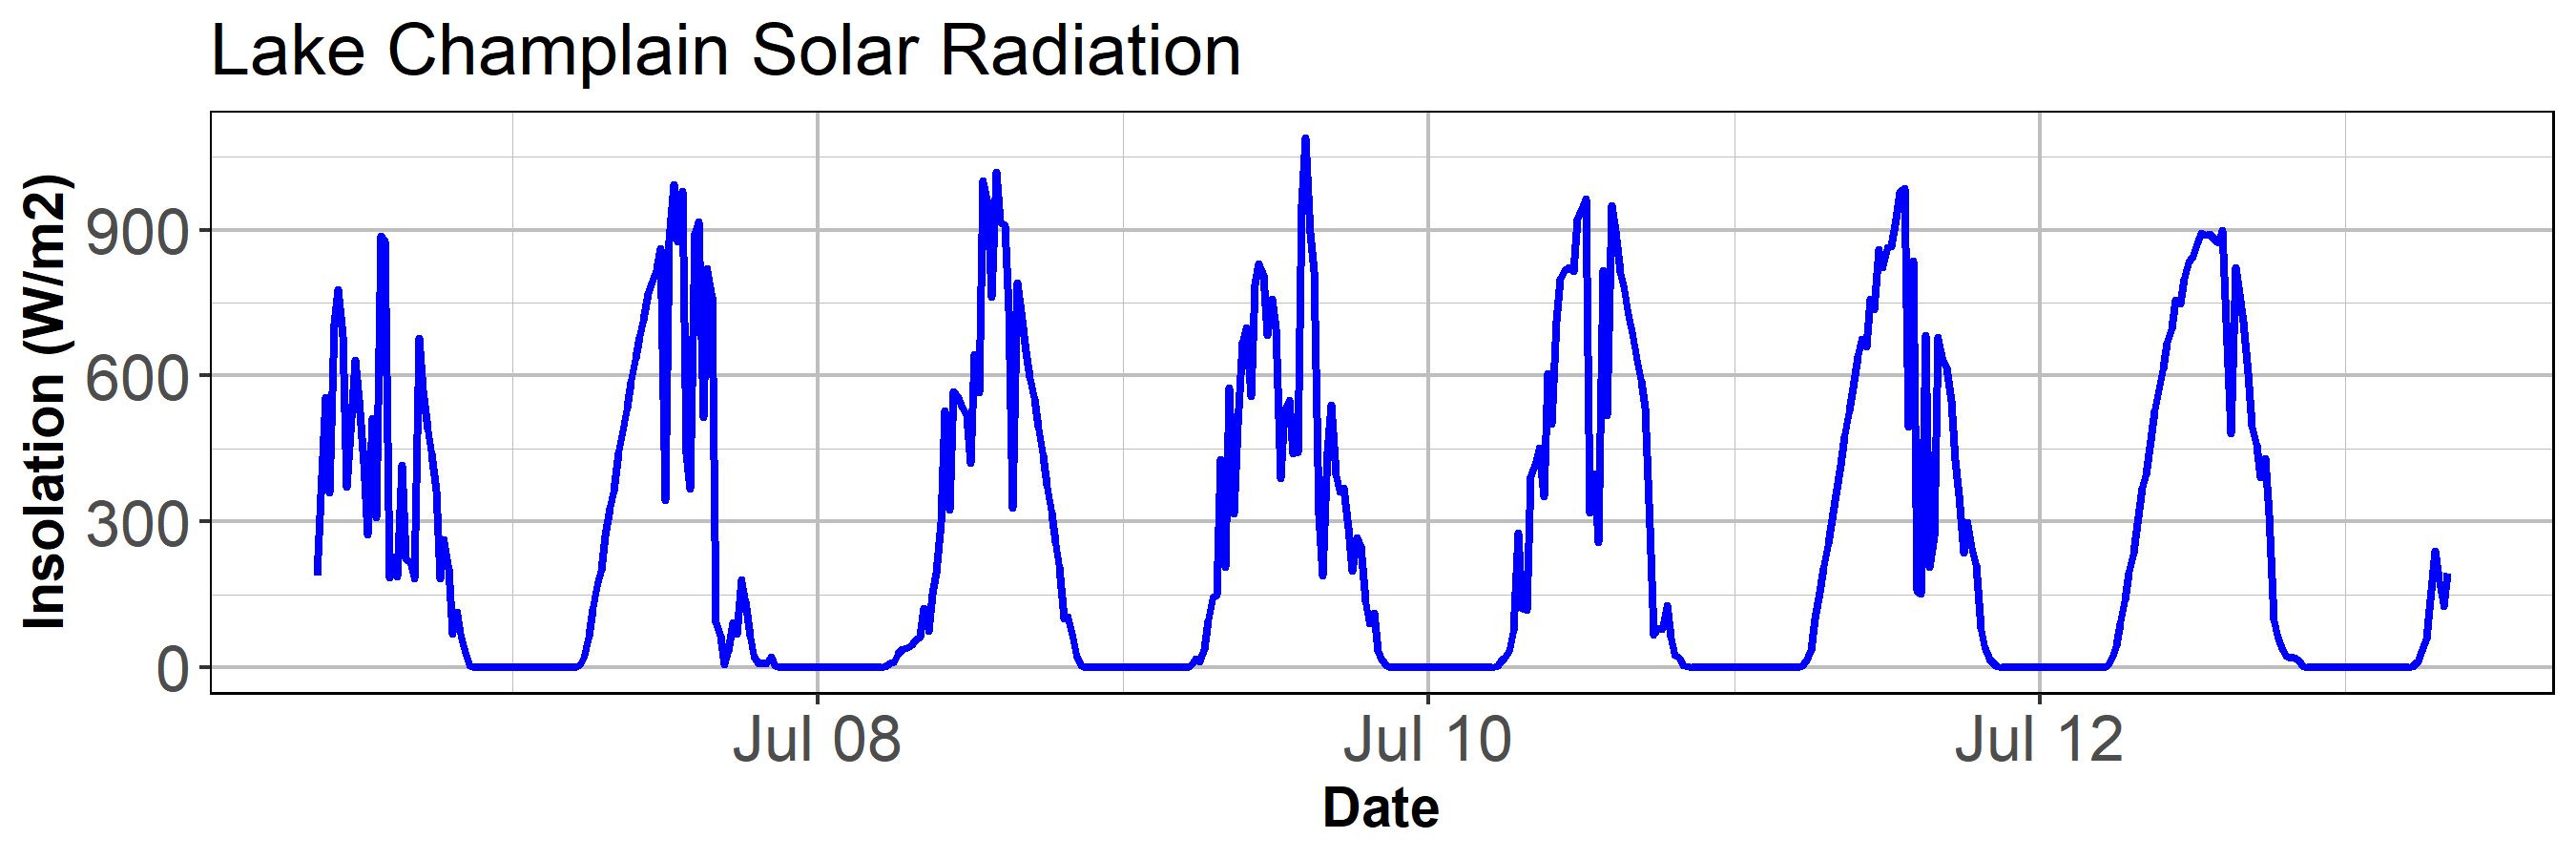 Lake Champlain Solar Radiation
Insolation (W/m2)
900
600
300
0
Jul 08 Jul 10 Jul 12
Date